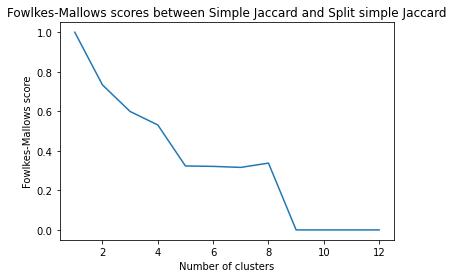 Fowlkes-Mallows scores between Simple Jaccard and Split simple Jaccard
1.0
0.8
0.6
0.4
0.2
0.0
Fowlkes-Mallows score
2 4 6 8 10 12
Number of clusters